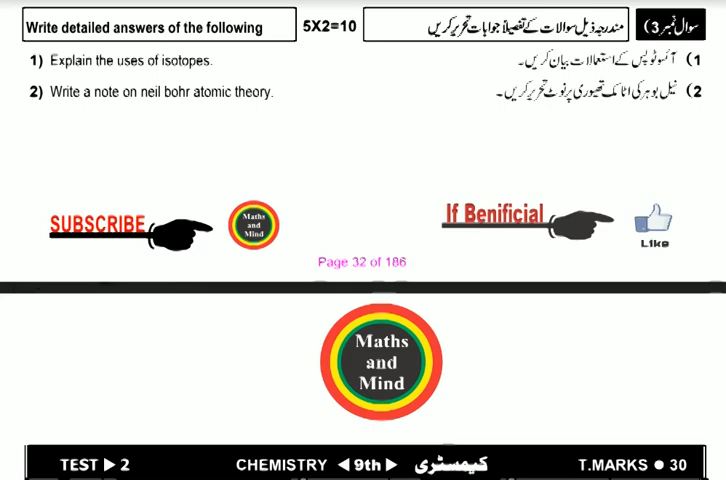 Write detailed answers of the following 5X2=10 مندرجہ ذیل سوالات کے تفصیلاً جوابات تحریر کریں سوال نمبر 3)
1) Explain the uses of isotopes. (1 آئسوٹوپس کے استعمالات بیان کریں۔
2) Write a note on neil bohr atomic theory. (2 نیل بوہر کی اٹامک تھیوری پر نوٹ تحریر کریں۔
SUBSCRIBE
Maths
and
Mind
If Benificial
Like
Page 32 of 186
Maths
and
Mind
TEST ▶ 2 CHEMISTRY ◀ 9th ▶ کیمسٹری T.MARKS ● 30